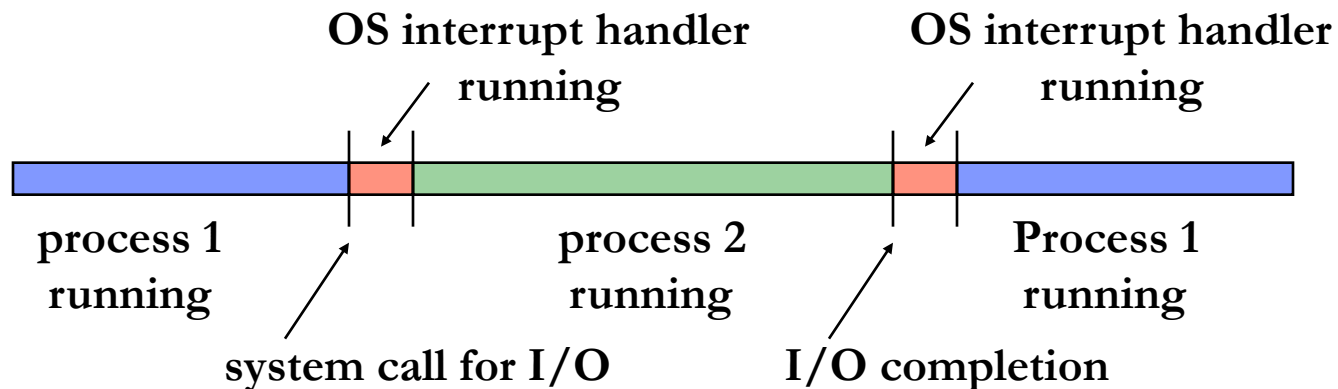 OS interrupt handler
running
OS interrupt handler
running
process 1
running
process 2
running
Process 1
running
system call for I/O
I/O completion